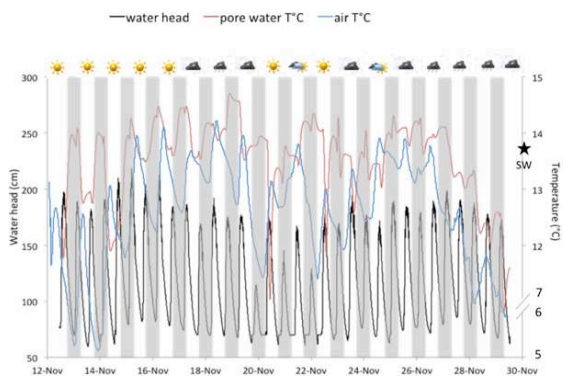 water head pore water T°C air T°C
300
250
200
150
100
50
Water head (cm)
15
14
13
12
7
6
5
Temperature (°C)
SW
12-Nov 14-Nov 16-Nov 18-Nov 20-Nov 22-Nov 24-Nov 26-Nov 28-Nov 30-Nov